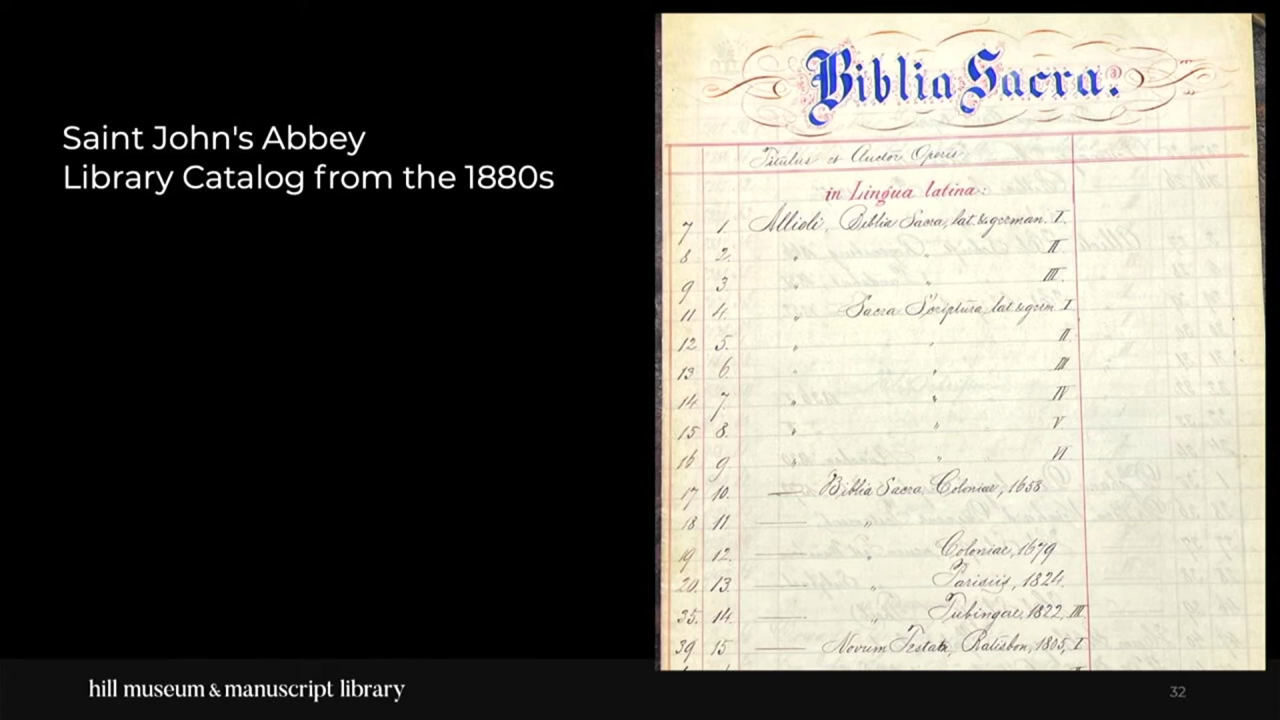 Saint John's Abbey
Library Catalog from the 1880s
Biblia Sacra.
Titulus et Auctor Operis
in Lingua latina:
7 1. Allioli, Biblia Sacra, lat. & german. I.
8 2. " " II.
9 3. " III.
11 4. " Sacra Scriptura, lat. & grm. I
12 5. " " II.
13 6. " " III
14 7. " " IV
15 8. " " V
16 9. " " VI
17 10. — Biblia Sacra Coloniae, 1658
18 11. — "
19 12. — " Coloniae, 1679
20. 13. — " Parisiis, 1824.
35. 14. — " Tubingae, 1822, III.
39 15 — Novum Testatn, Ratisbon, 1805, I
hill museum & manuscript library
32